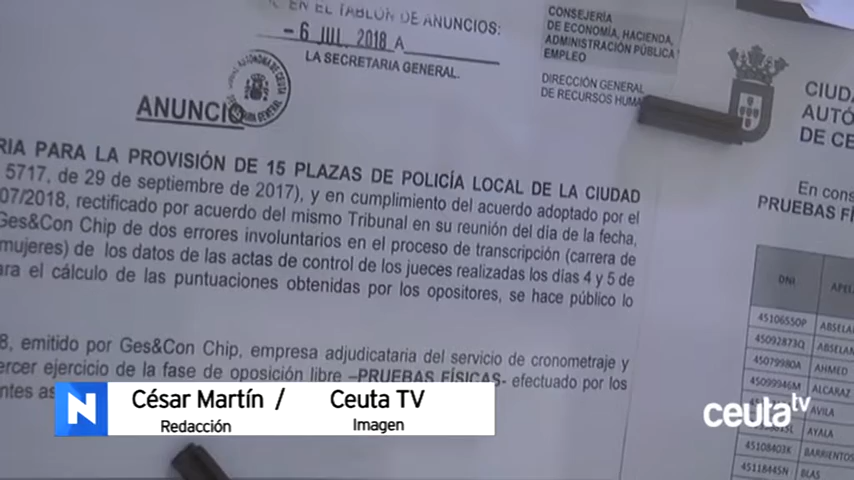 EN EL TABLÓN DE ANUNCIOS:
- 6 JUL. 2018 A
LA SECRETARIA GENERAL.
ANUNCIO
RIA PARA LA PROVISIÓN DE 15 PLAZAS DE POLICÍA LOCAL DE LA CIUDAD
5717, de 29 de septiembre de 2017), y en cumplimiento del acuerdo adoptado por el
07/2018, rectificado por acuerdo del mismo Tribunal en su reunión del día de la fecha,
Ges&Con Chip de dos errores involuntarios en el proceso de transcripción (carrera de
mujeres) de los datos de las actas de control de los jueces realizadas los días 4 y 5 de
ara el cálculo de las puntuaciones obtenidas por los opositores, se hace público lo
8, emitido por Ges&Con Chip, empresa adjudicataria del servicio de cronometraje y
ercer ejercicio de la fase de oposición libre –PRUEBAS FÍSICAS- efectuado por los
ntes as
CONSEJERÍA
DE ECONOMÍA, HACIENDA,
ADMINISTRACIÓN PÚBLICA Y
EMPLEO
DIRECCIÓN GENERAL
DE RECURSOS HUMA
CIUDA
AUTÓ
DE CE
En cons
PRUEBAS FÍS
DNI APEL
45106550P ABSELAN
45092873Q ABSELAN
45079980A AHMED
45099946M ALCARAZ
AVILA
AYALA
45108403K BARRIENTOS
45118445N BLAS
N César Martín / Ceuta TV
Redacción Imagen
ceuta tv